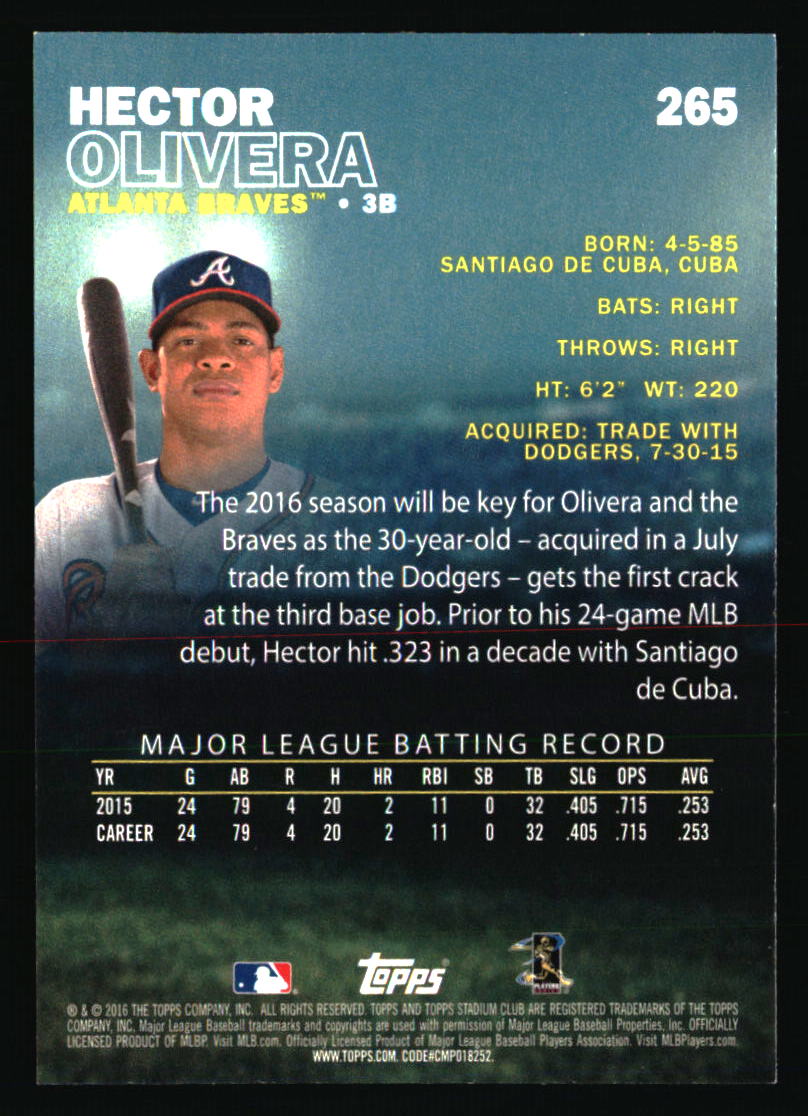 HECTOR 265
OLIVERA
ATLANTA BRAVES™ • 3B
BORN: 4-5-85
SANTIAGO DE CUBA, CUBA
BATS: RIGHT
THROWS: RIGHT
HT: 6'2" WT: 220
ACQUIRED: TRADE WITH
DODGERS, 7-30-15
The 2016 season will be key for Olivera and the
Braves as the 30-year-old – acquired in a July
trade from the Dodgers – gets the first crack
at the third base job. Prior to his 24-game MLB
debut, Hector hit .323 in a decade with Santiago
de Cuba.
MAJOR LEAGUE BATTING RECORD
YR G AB R H HR RBI SB TB SLG OPS AVG
2015 24 79 4 20 2 11 0 32 .405 .715 .253
CAREER 24 79 4 20 2 11 0 32 .405 .715 .253
Topps®
PLAYERS
® & © 2016 THE TOPPS COMPANY, INC. ALL RIGHTS RESERVED. TOPPS AND TOPPS STADIUM CLUB ARE REGISTERED TRADEMARKS OF THE TOPPS
COMPANY, INC. Major League Baseball trademarks and copyrights are used with permission of Major League Baseball Properties, Inc. OFFICIALLY
LICENSED PRODUCT OF MLBP. Visit MLB.com. Officially Licensed Product of Major League Baseball Players Association. Visit MLBPlayers.com.
WWW.TOPPS.COM. CODE#CMP018252.